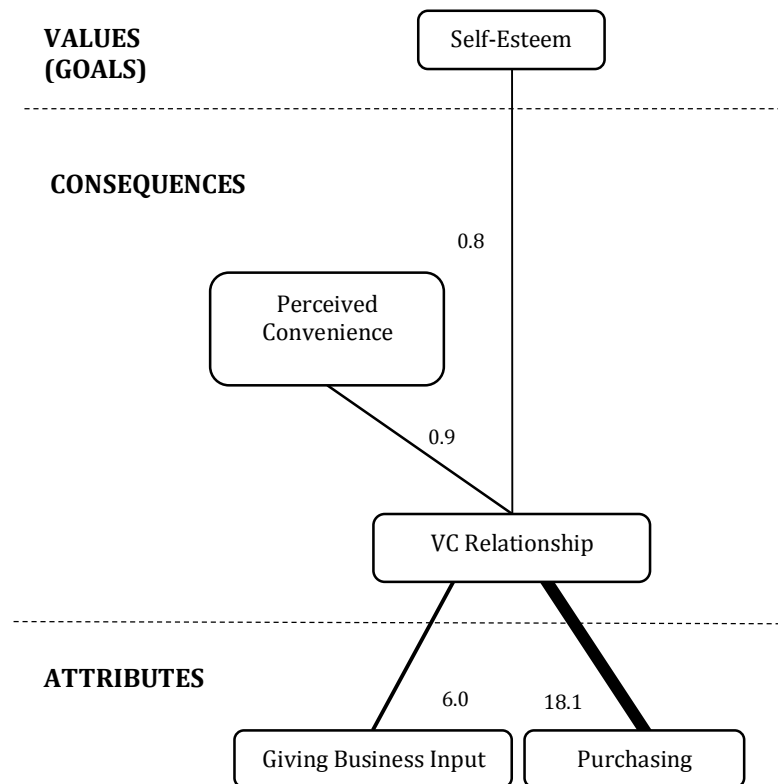 VALUES
(GOALS)
Self-Esteem
CONSEQUENCES
0.8
Perceived
Convenience
0.9
VC Relationship
ATTRIBUTES
6.0
18.1
Giving Business Input
Purchasing